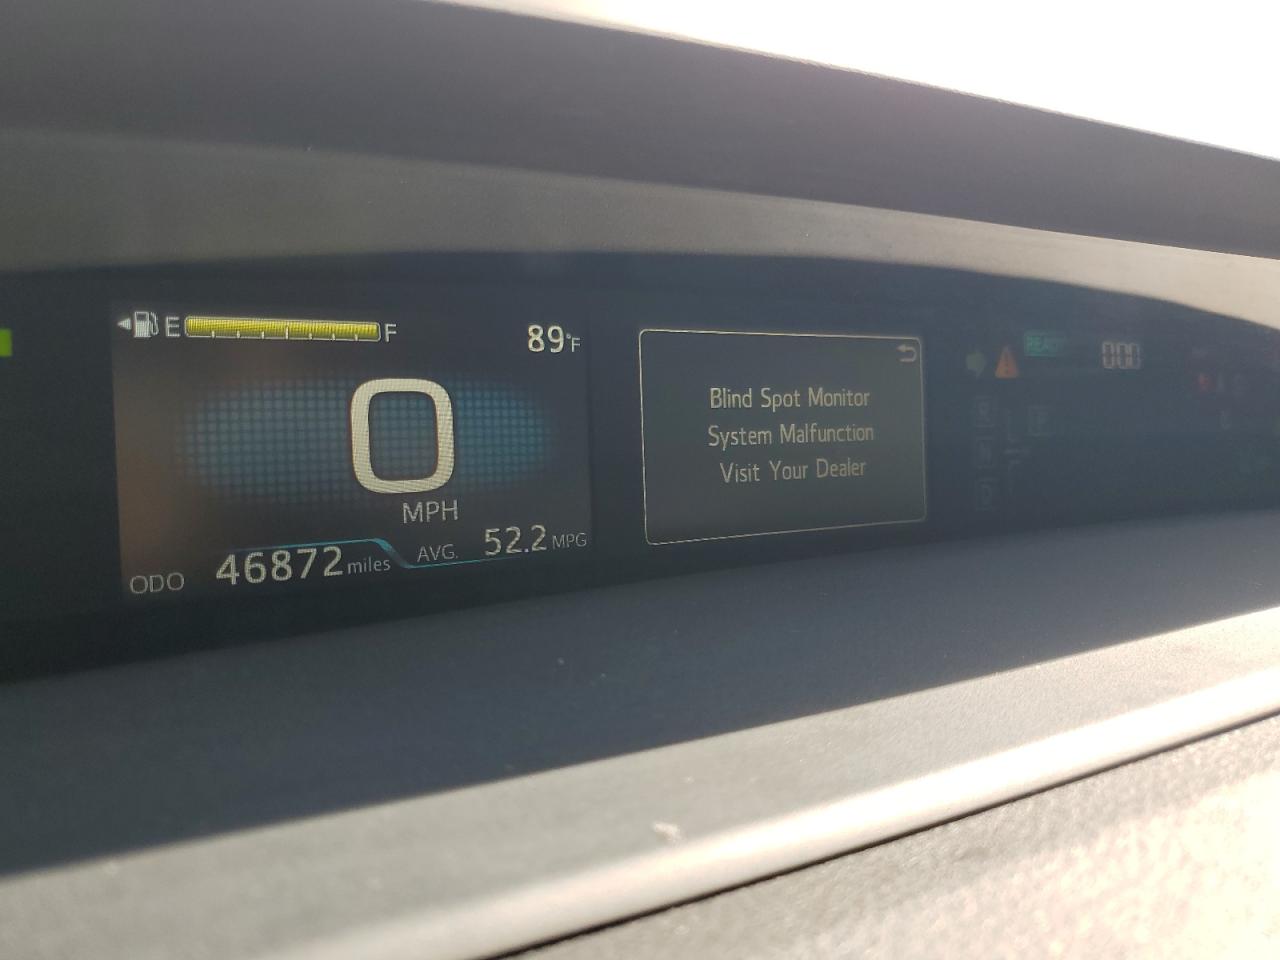 E F
89°F
0
MPH
ODO 46872 miles
AVG. 52.2 MPG
Blind Spot Monitor
System Malfunction
Visit Your Dealer
READY